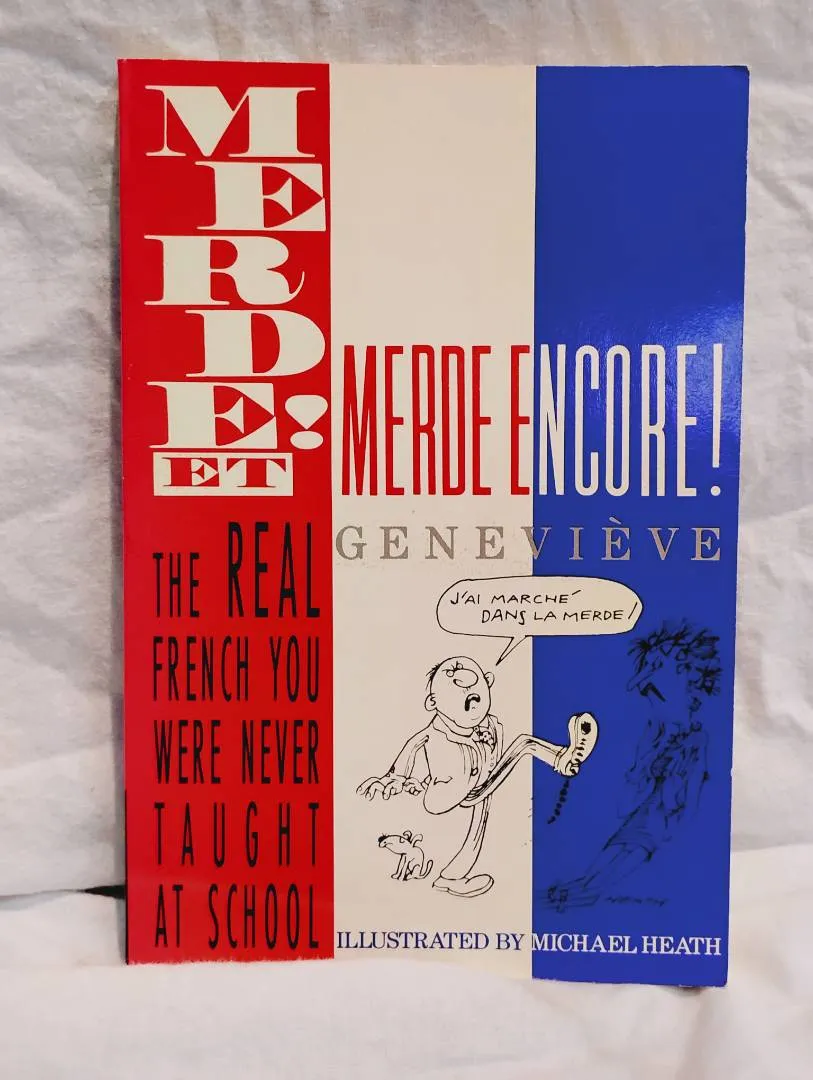 MERDE!
ET
MERDE ENCORE!
GENEVIÈVE
THE REAL
FRENCH YOU
WERE NEVER
TAUGHT
AT SCHOOL
J'AI MARCHÉ
DANS LA MERDE!
HEATH
ILLUSTRATED BY MICHAEL HEATH